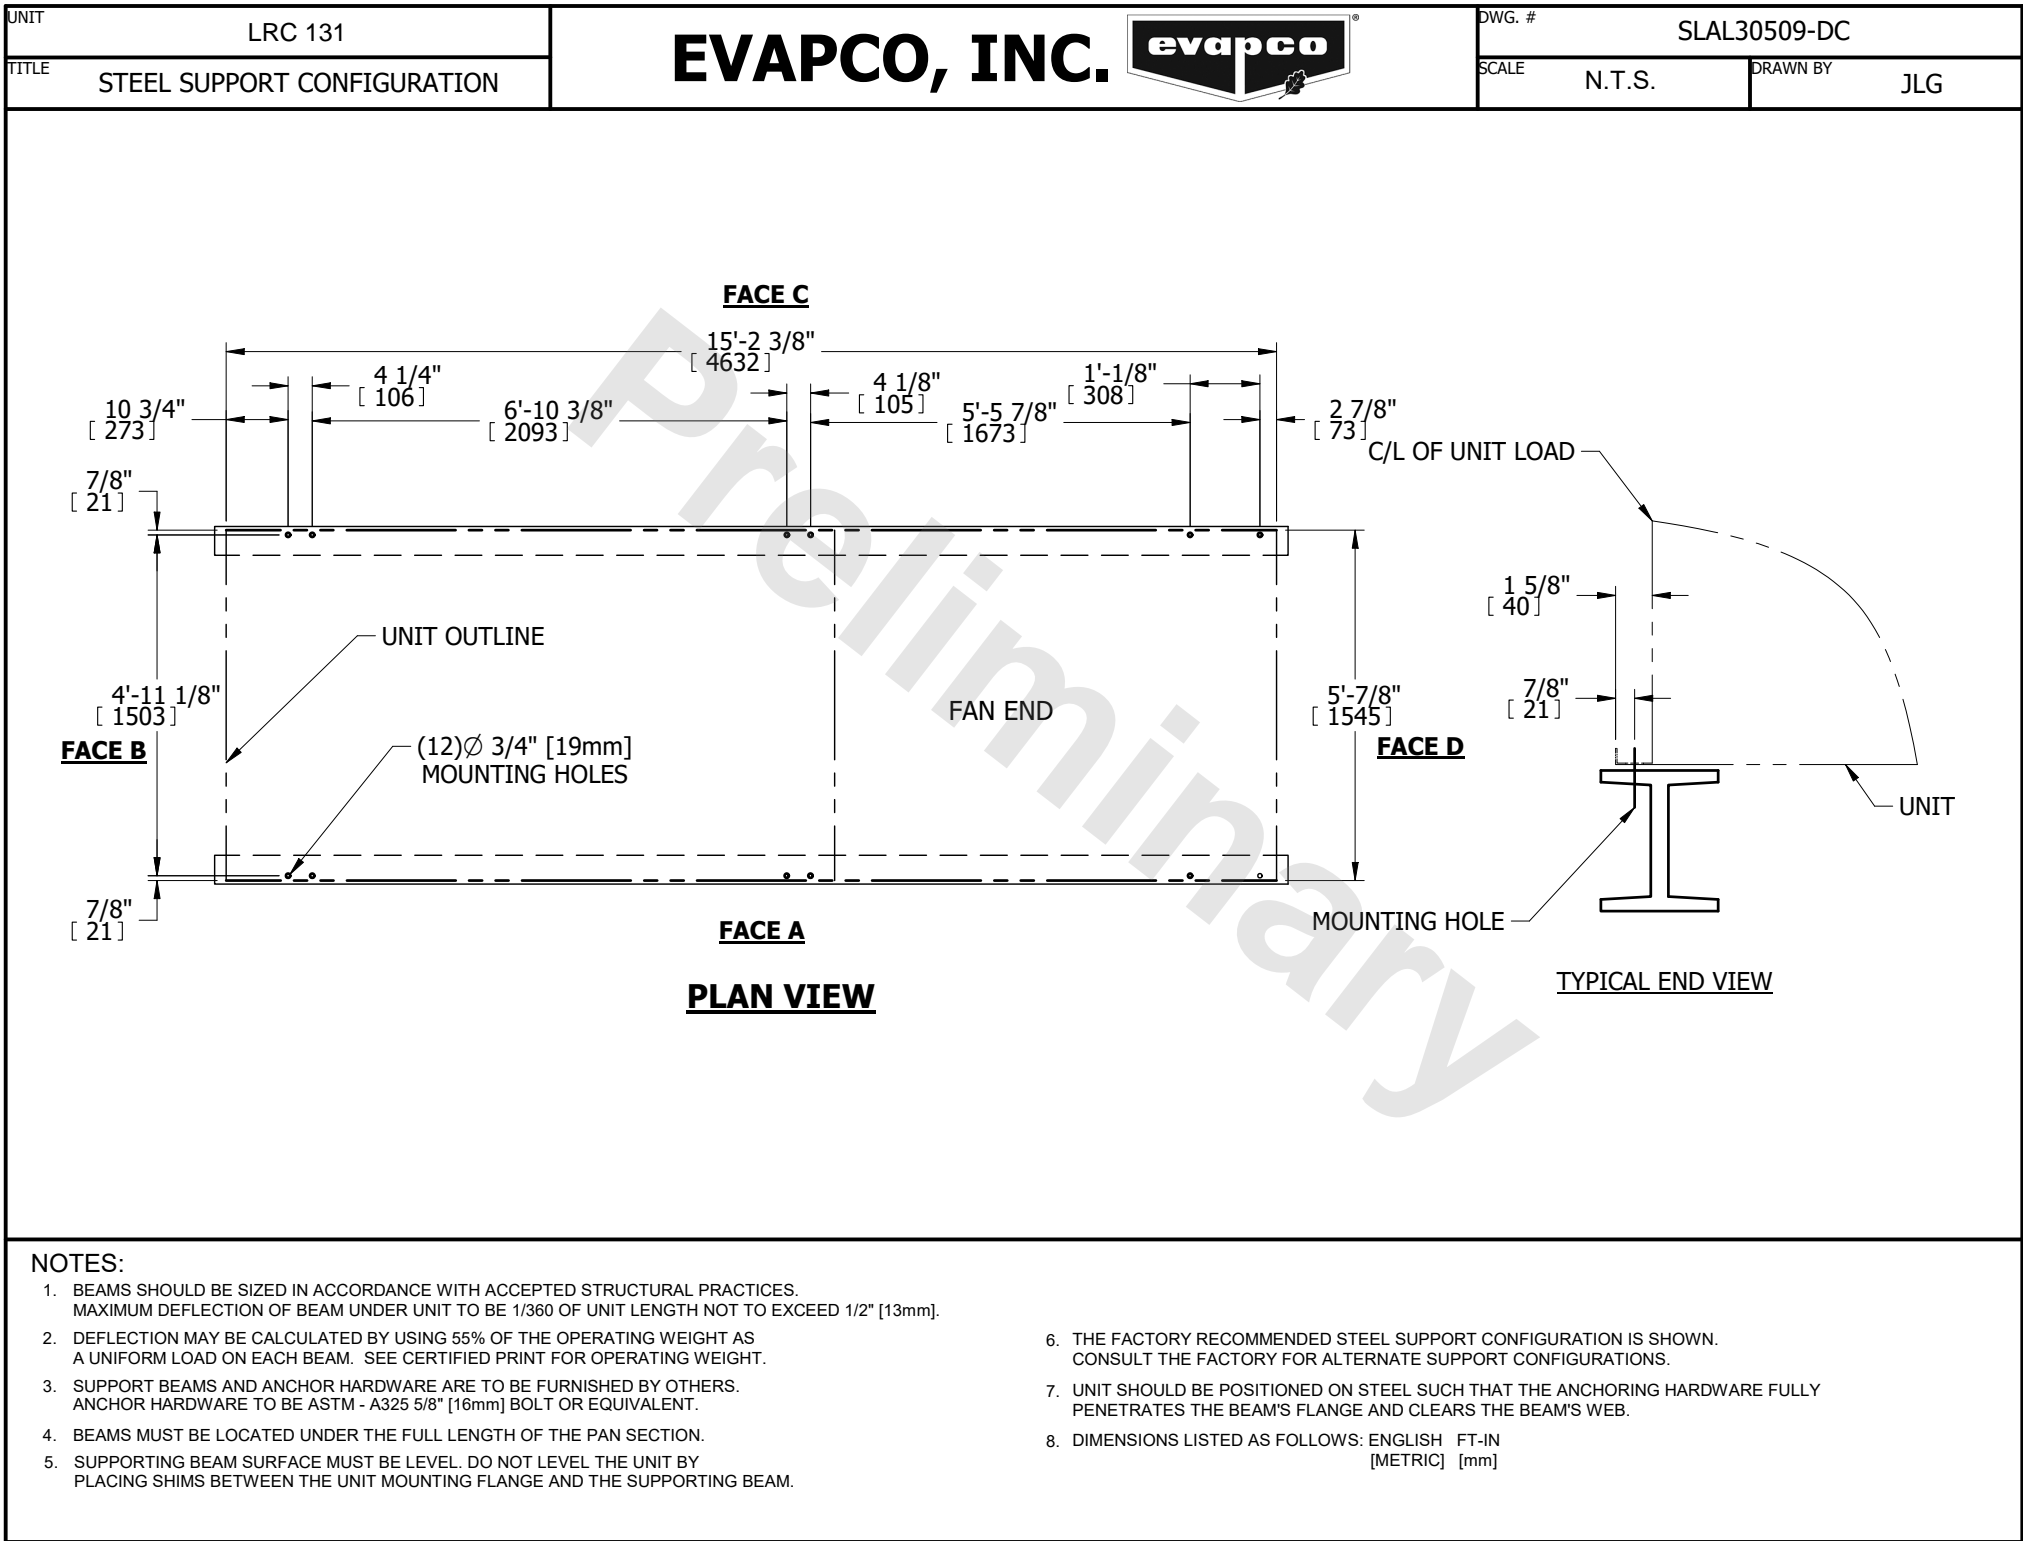 UNIT
LRC 131
TITLE
STEEL SUPPORT CONFIGURATION
EVAPCO, INC.
evapco
®
DWG. #
SLAL30509-DC
SCALE
N.T.S.
DRAWN BY
JLG
FACE C
15'-2 3/8"
[ 4632 ]
4 1/4"
[ 106 ]
4 1/8"
[ 105 ]
1'-1/8"
[ 308 ]
10 3/4"
[ 273 ]
6'-10 3/8"
[ 2093 ]
5'-5 7/8"
[ 1673 ]
2 7/8"
[ 73 ]
C/L OF UNIT LOAD
7/8"
[ 21 ]
1 5/8"
[ 40 ]
UNIT OUTLINE
4'-11 1/8"
[ 1503 ]
FACE B
(12)∅ 3/4" [19mm]
MOUNTING HOLES
FAN END
5'-7/8"
[ 1545 ]
FACE D
7/8"
[ 21 ]
UNIT
7/8"
[ 21 ]
FACE A
MOUNTING HOLE
PLAN VIEW
TYPICAL END VIEW
Preliminary
NOTES:
1. BEAMS SHOULD BE SIZED IN ACCORDANCE WITH ACCEPTED STRUCTURAL PRACTICES.
MAXIMUM DEFLECTION OF BEAM UNDER UNIT TO BE 1/360 OF UNIT LENGTH NOT TO EXCEED 1/2" [13mm].
2. DEFLECTION MAY BE CALCULATED BY USING 55% OF THE OPERATING WEIGHT AS
A UNIFORM LOAD ON EACH BEAM. SEE CERTIFIED PRINT FOR OPERATING WEIGHT.
3. SUPPORT BEAMS AND ANCHOR HARDWARE ARE TO BE FURNISHED BY OTHERS.
ANCHOR HARDWARE TO BE ASTM - A325 5/8" [16mm] BOLT OR EQUIVALENT.
4. BEAMS MUST BE LOCATED UNDER THE FULL LENGTH OF THE PAN SECTION.
5. SUPPORTING BEAM SURFACE MUST BE LEVEL. DO NOT LEVEL THE UNIT BY
PLACING SHIMS BETWEEN THE UNIT MOUNTING FLANGE AND THE SUPPORTING BEAM.
6. THE FACTORY RECOMMENDED STEEL SUPPORT CONFIGURATION IS SHOWN.
CONSULT THE FACTORY FOR ALTERNATE SUPPORT CONFIGURATIONS.
7. UNIT SHOULD BE POSITIONED ON STEEL SUCH THAT THE ANCHORING HARDWARE FULLY
PENETRATES THE BEAM'S FLANGE AND CLEARS THE BEAM'S WEB.
8. DIMENSIONS LISTED AS FOLLOWS: ENGLISH FT-IN
[METRIC] [mm]